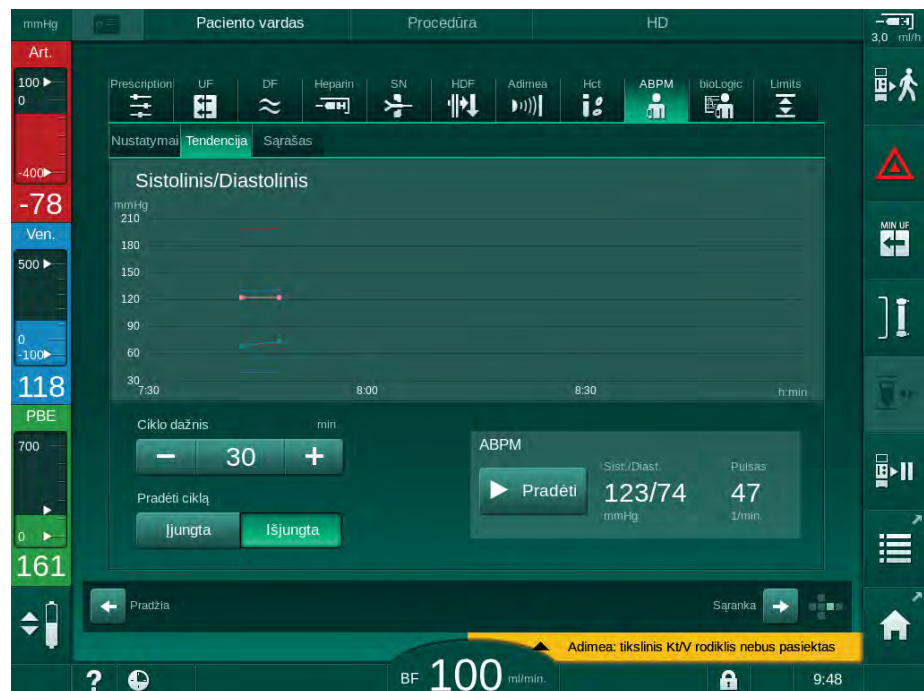 mmHg
Paciento vardas
Procedūra
HD
3,0 ml/h
Art.
100
0
-400
-78
Ven.
500
0
-100
118
PBE
700
0
161
Prescription UF DF Heparin SN HDF Adimea Hct ABPM bioLogic Limits
Nustatymai Tendencija Sąrašas
Sistolinis/Diastolinis
mmHg
210
180
150
120
90
60
30
7:30 8:00 8:30 h:min
Ciklo dažnis min
− 30 +
Pradėti ciklą
Įjungta Išjungta
ABPM
Pradėti
Sist./Diast. Pulsas
123/74 47
mmHg 1/min.
MIN UF
Pradžia
Sąranka
Adimea: tikslinis Kt/V rodiklis nebus pasiektas
? BF 100 ml/min. 9:48